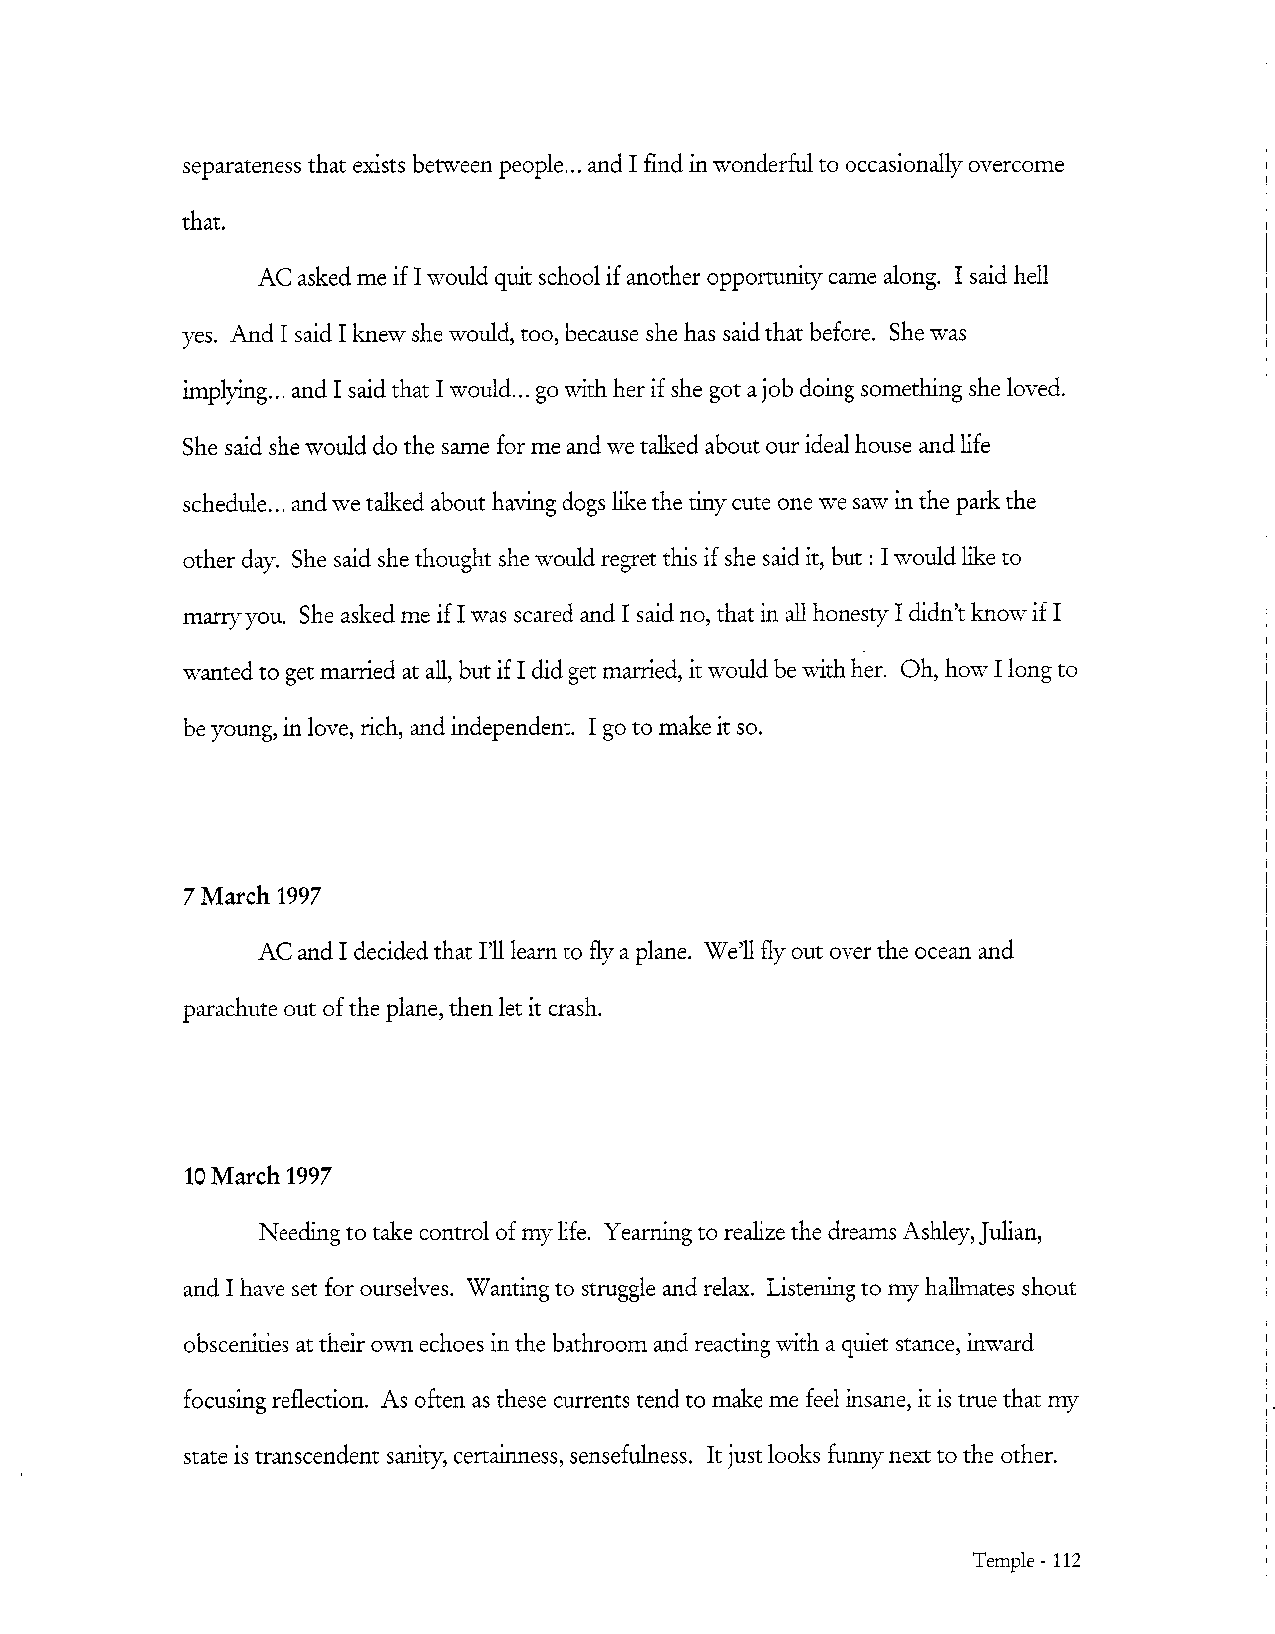 separateness that exists between people... and I find in wonderful to occasionally overcome
that.
AC asked me if I would quit school if another opportunity came along. I said hell
yes. And I said I knew she would, too, because she has said that before. She was
implying... and I said that I would... go with her if she got a job doing something she loved.
She said she would do the same for me and we talked about our ideal house and life
schedule... and we talked about having dogs like the tiny cute one we saw in the park the
other day. She said she thought she would regret this if she said it, but : I would like to
marry you. She asked me if I was scared and I said no, that in all honesty I didn't know if I
wanted to get married at all, but if I did get married, it would be with her. Oh, how I long to
be young, in love, rich, and independent. I go to make it so.
7 March 1997
AC and I decided that I'll learn to fly a plane. We'll fly out over the ocean and
parachute out of the plane, then let it crash.
10 March 1997
Needing to take control of my life. Yearning to realize the dreams Ashley, Julian,
and I have set for ourselves. Wanting to struggle and relax. Listening to my hallmates shout
obscenities at their own echoes in the bathroom and reacting with a quiet stance, inward
focusing reflection. As often as these currents tend to make me feel insane, it is true that my
state is transcendent sanity, certainness, sensefulness. It just looks funny next to the other.
Temple - 112